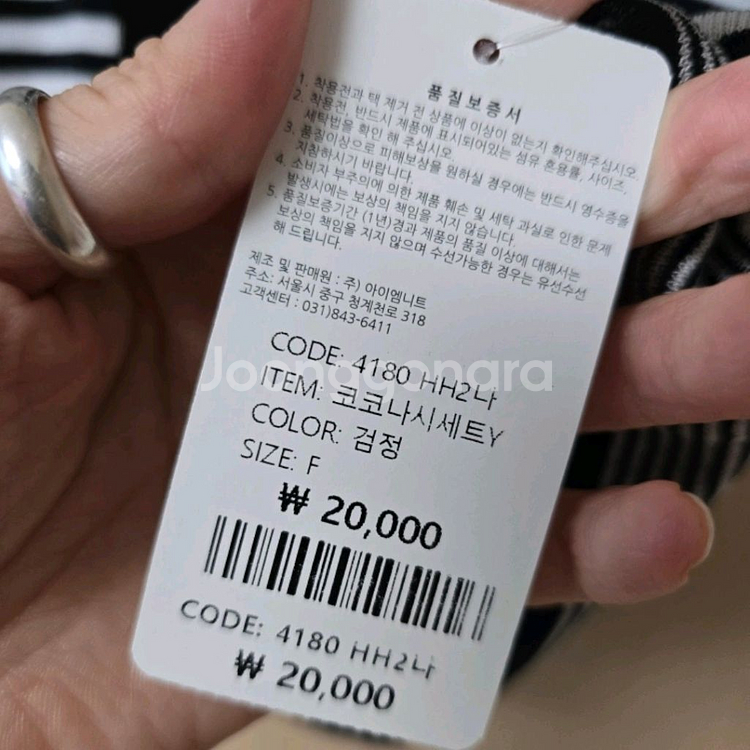 품질보증서
1. 착용전과 택 제거 전 상품에 이상이 없는지 확인해주십시오.
2. 착용전, 반드시 제품에 표시되어있는 섬유 혼용률, 사이즈,
세탁법을 확인 해 주십시오.
3. 품질이상으로 피해보상을 원하실 경우에는 반드시 영수증을
지참하시기 바랍니다.
4. 소비자 부주의에 의한 제품 훼손 및 세탁 과실로 인한 문제
발생시에는 보상의 책임을 지지 않습니다.
5. 품질보증기간 (1년)경과 제품의 품질 이상에 대해서는
보상의 책임을 지지 않으며 수선가능한 경우는 유선수선
해 드립니다.
제조 및 판매원 : 주) 아이엠니트
주소: 서울시 중구 청계천로 318
고객센터 : 031)843-6411
CODE: 4180 HH2나
Joonggonara
ITEM: 코코나시세트Y
COLOR: 검정
SIZE: F
₩ 20,000
CODE: 4180 HH2나
₩ 20,000